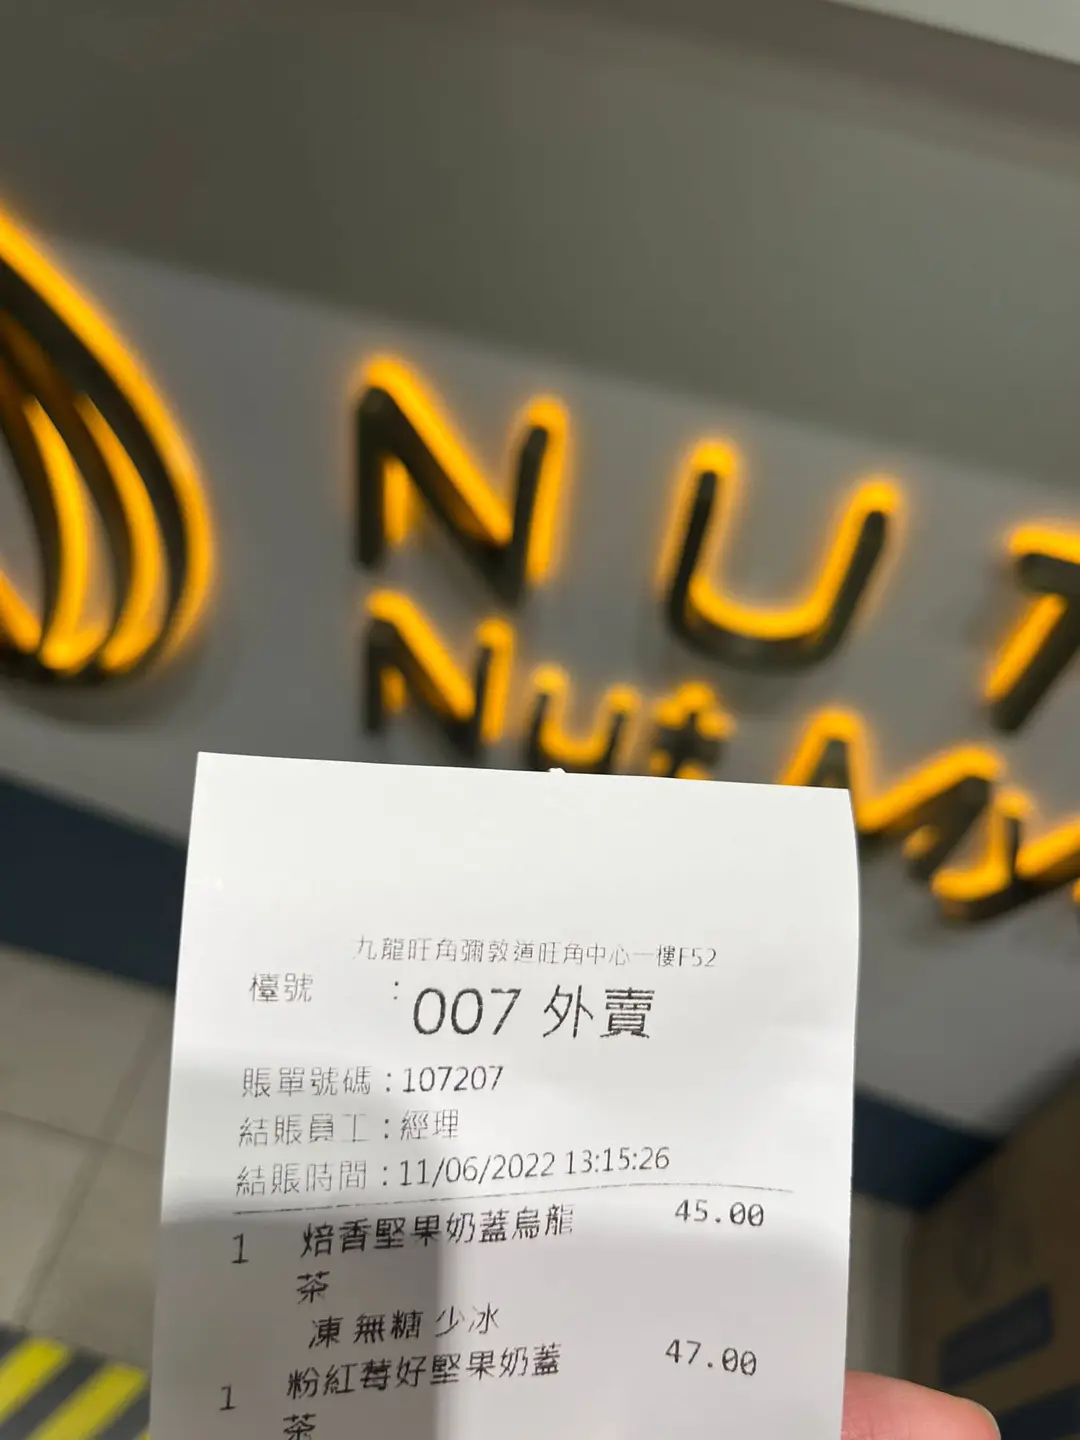 NUT
Nut
九龍旺角彌敦道旺角中心一樓F52
檯號 : 007 外賣
賬單號碼 : 107207
結賬員工 : 經理
結賬時間 : 11/06/2022 13:15:26
1 焙香堅果奶蓋烏龍 45.00
茶
凍 無糖 少冰
1 粉紅莓好堅果奶蓋 47.00
茶